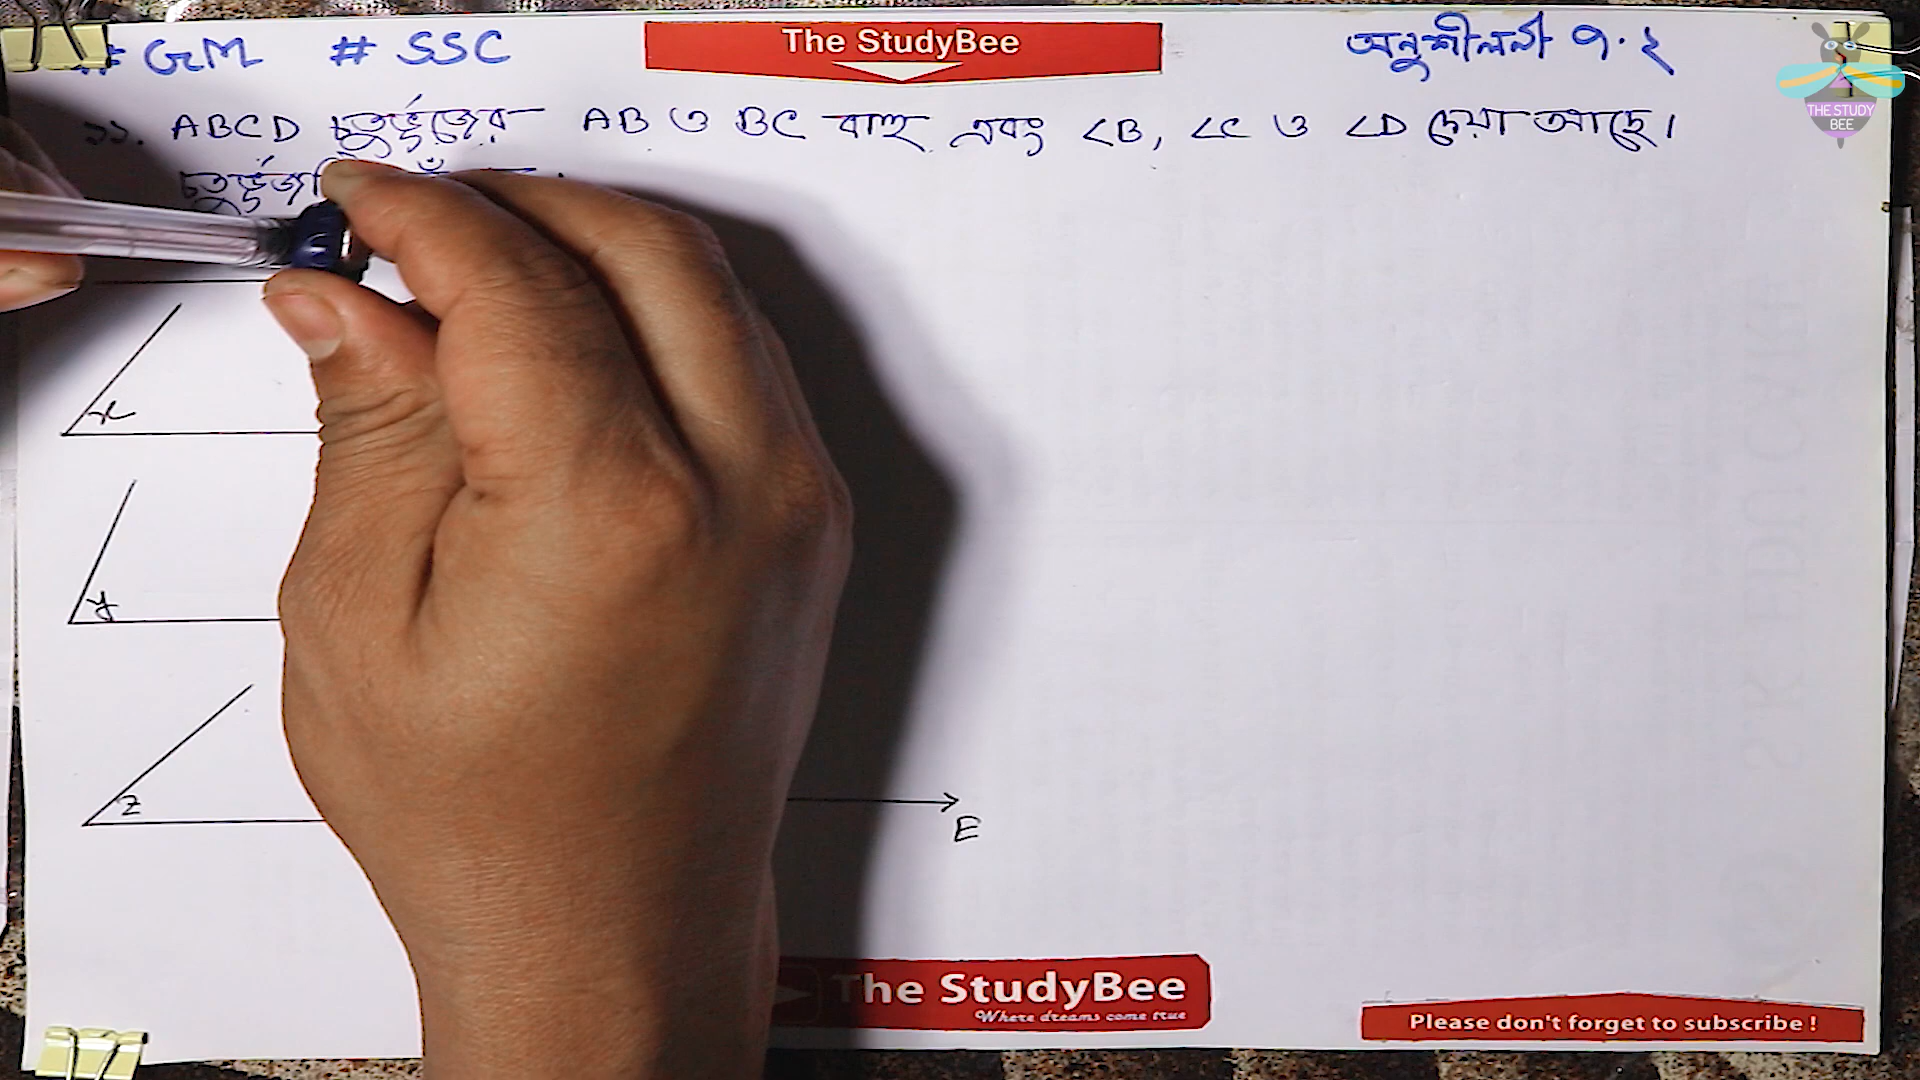 # GM # SSC
The StudyBee
অনুশীলনী ৭.২
THE STUDY
BEE
১১. ABCD চতুর্ভুজের AB ও BC বাহু এবং ∠B, ∠C ও ∠D দেয়া আছে।
x
y
z
E
The StudyBee
Where dreams come true
Please don't forget to subscribe !